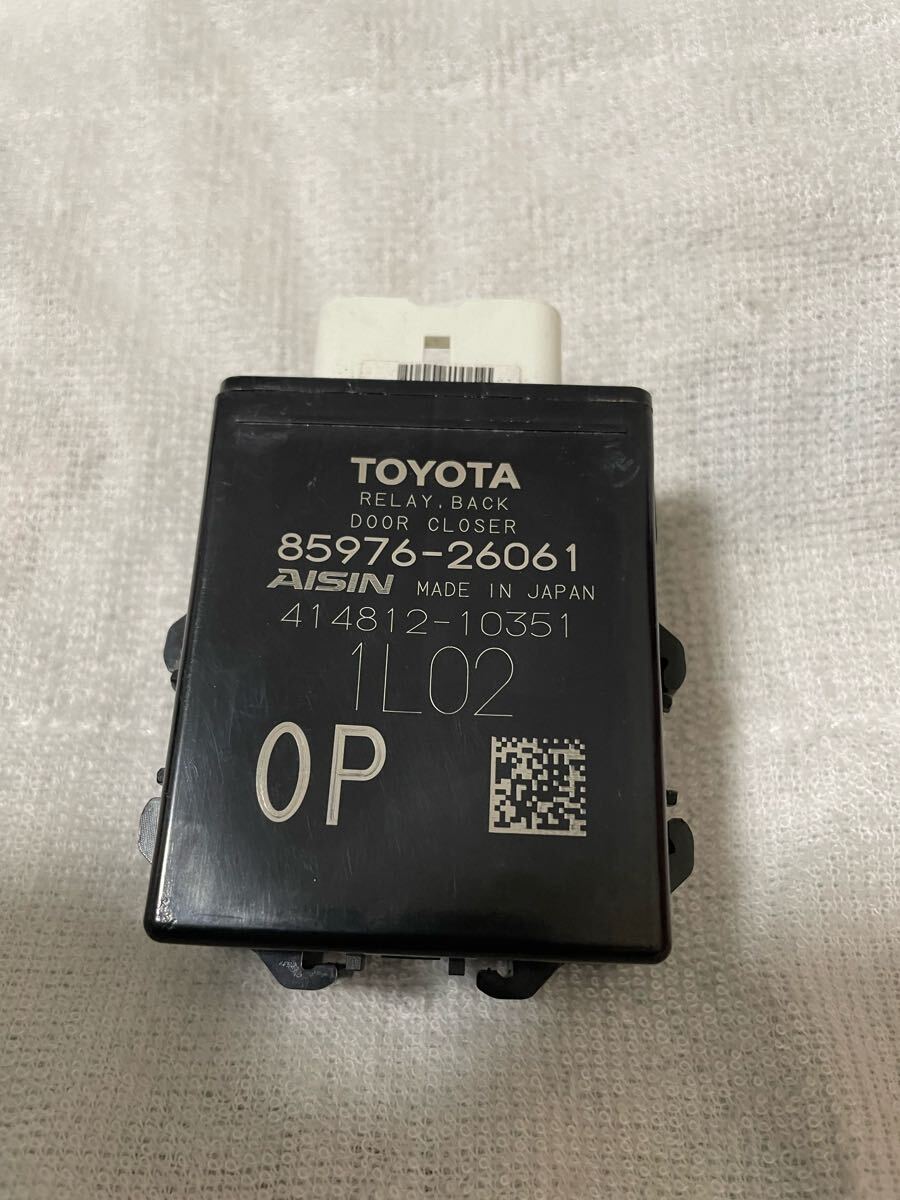 TOYOTA
RELAY, BACK
DOOR CLOSER
85976-26061
AISIN MADE IN JAPAN
414812-10351
1L02
0P